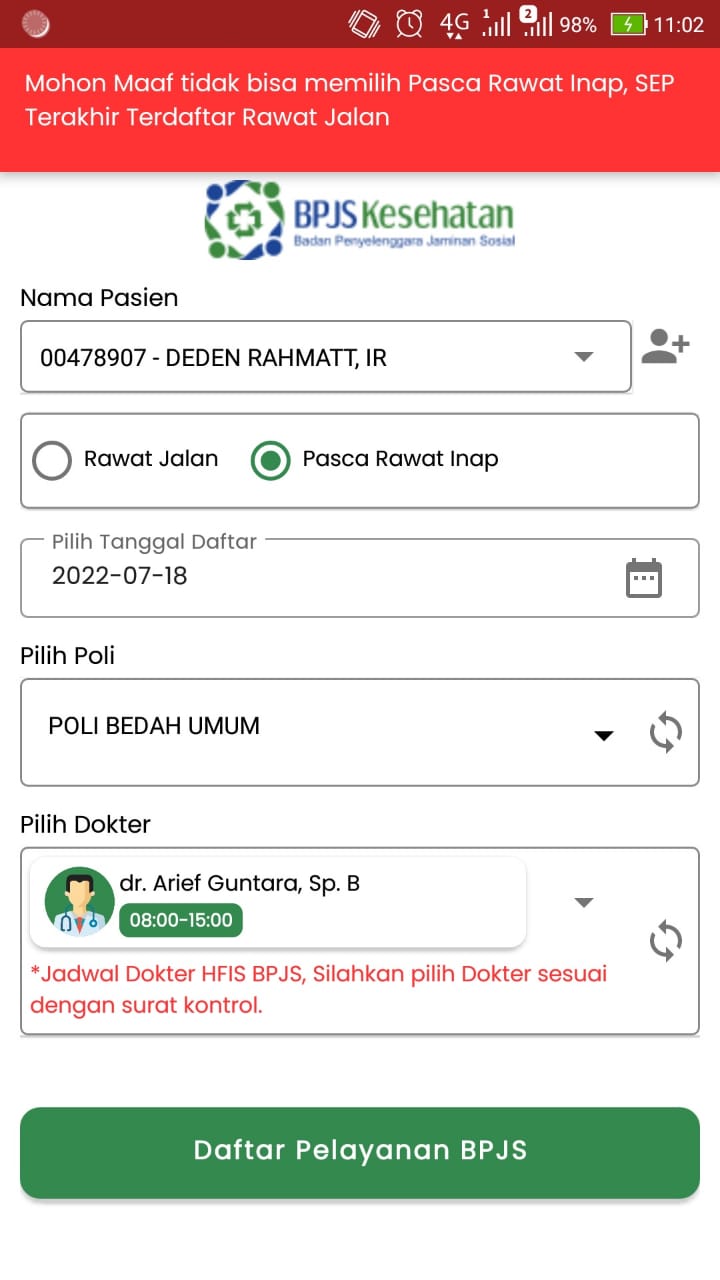 4G 1 2 98% 11:02
Mohon Maaf tidak bisa memilih Pasca Rawat Inap, SEP
Terakhir Terdaftar Rawat Jalan
BPJS Kesehatan
Badan Penyelenggara Jaminan Sosial
Nama Pasien
00478907 - DEDEN RAHMATT, IR
Rawat Jalan Pasca Rawat Inap
Pilih Tanggal Daftar
2022-07-18
Pilih Poli
POLI BEDAH UMUM
Pilih Dokter
dr. Arief Guntara, Sp. B
08:00-15:00
*Jadwal Dokter HFIS BPJS, Silahkan pilih Dokter sesuai
dengan surat kontrol.
Daftar Pelayanan BPJS